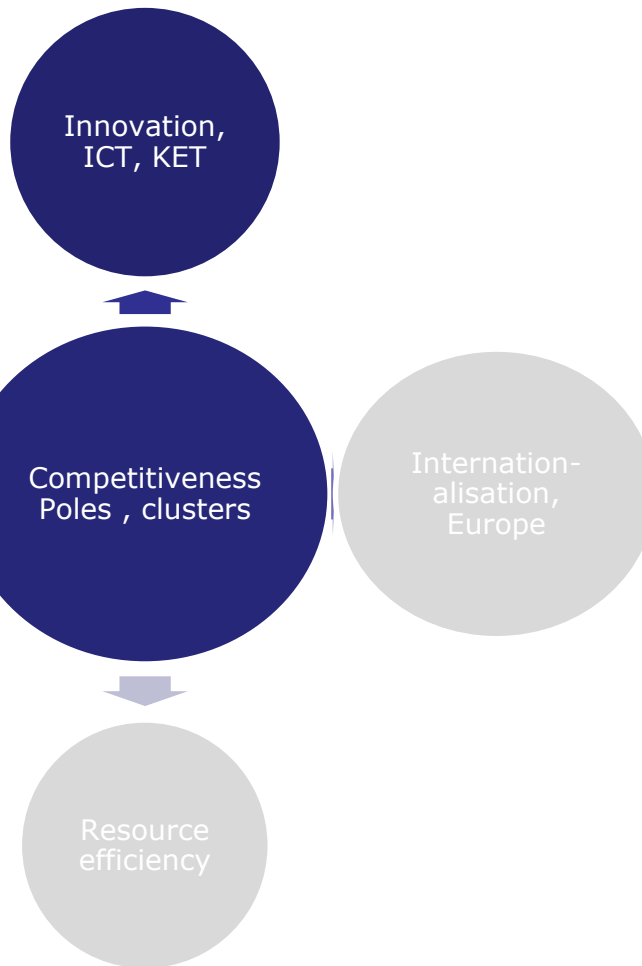 Innovation,
ICT, KET
Competitiveness
Poles , clusters
Internation-
alisation,
Europe
Resource
efficiency